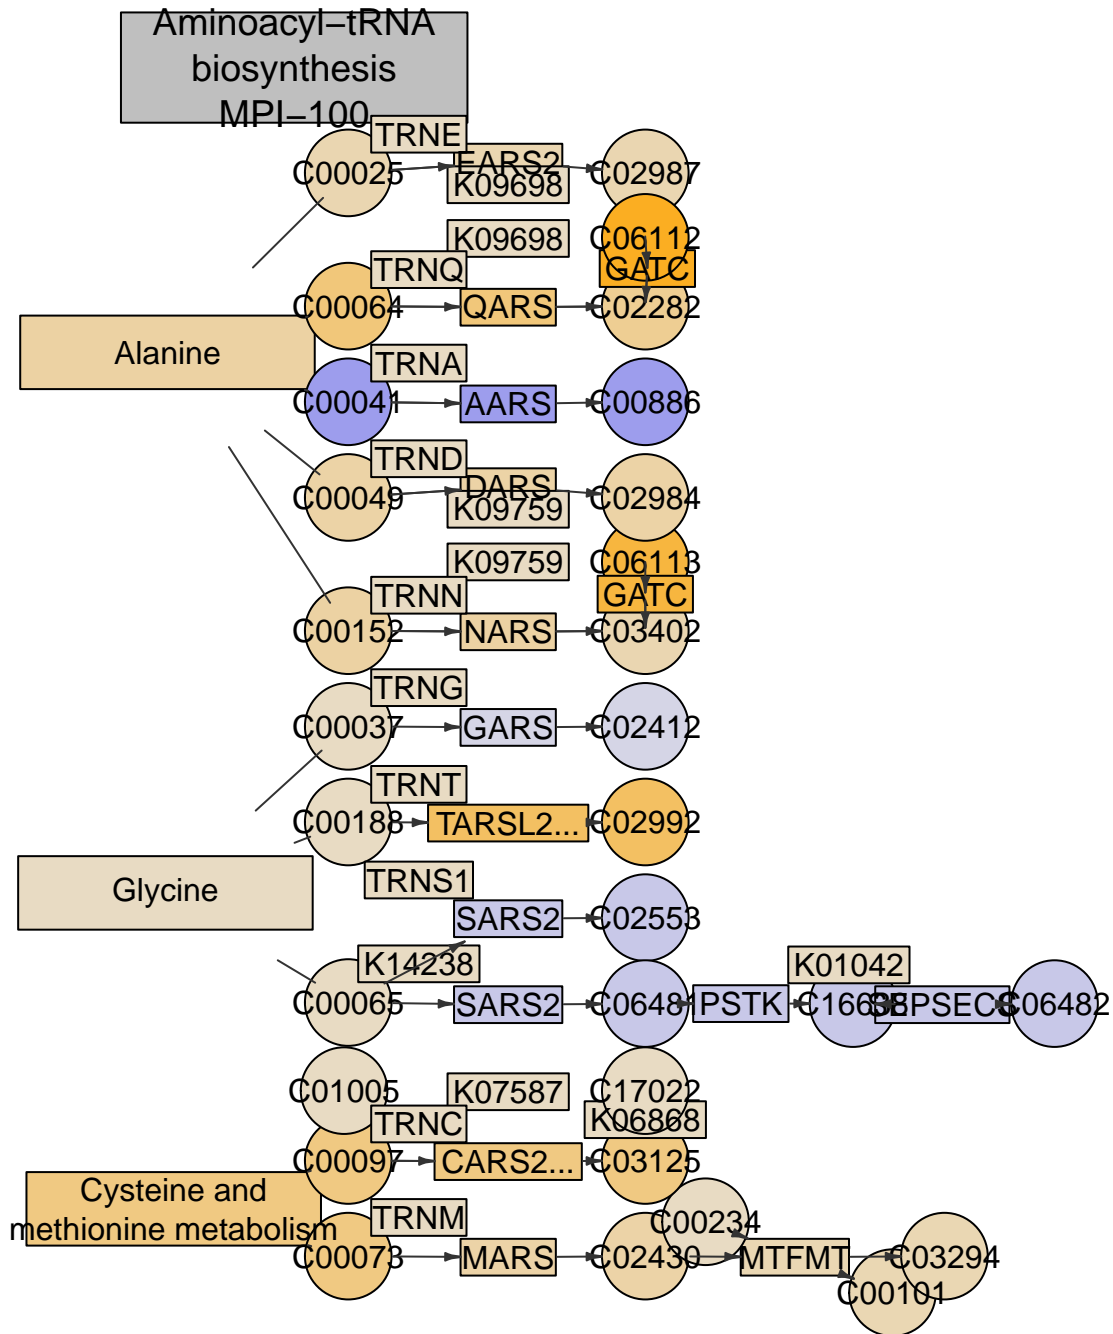 Aminoacyl−tRNA
biosynthesis
MPI−100
TRNE
C00025
EARS2
K09698
C02987
K09698
C06112
TRNQ
GATC
C00064
QARS
C02282
Alanine
TRNA
C00041
AARS
C00886
TRND
C00049
DARS
K09759
C02984
K09759
C06113
TRNN
GATC
C00152
NARS
C03402
TRNG
C00037
GARS
C02412
TRNT
C00188
TARSL2...
C02992
Glycine
TRNS1
SARS2
C02553
K14238
K01042
C00065
SARS2
C06481
PSTK
SEPSECS
C06482
C01005
K07587
C17022
TRNC
K06868
C00097
CARS2...
C03125
Cysteine and
methionine metabolism
TRNM
C00234
C00073
MARS
C02430
MTFMT
C03294
C00101